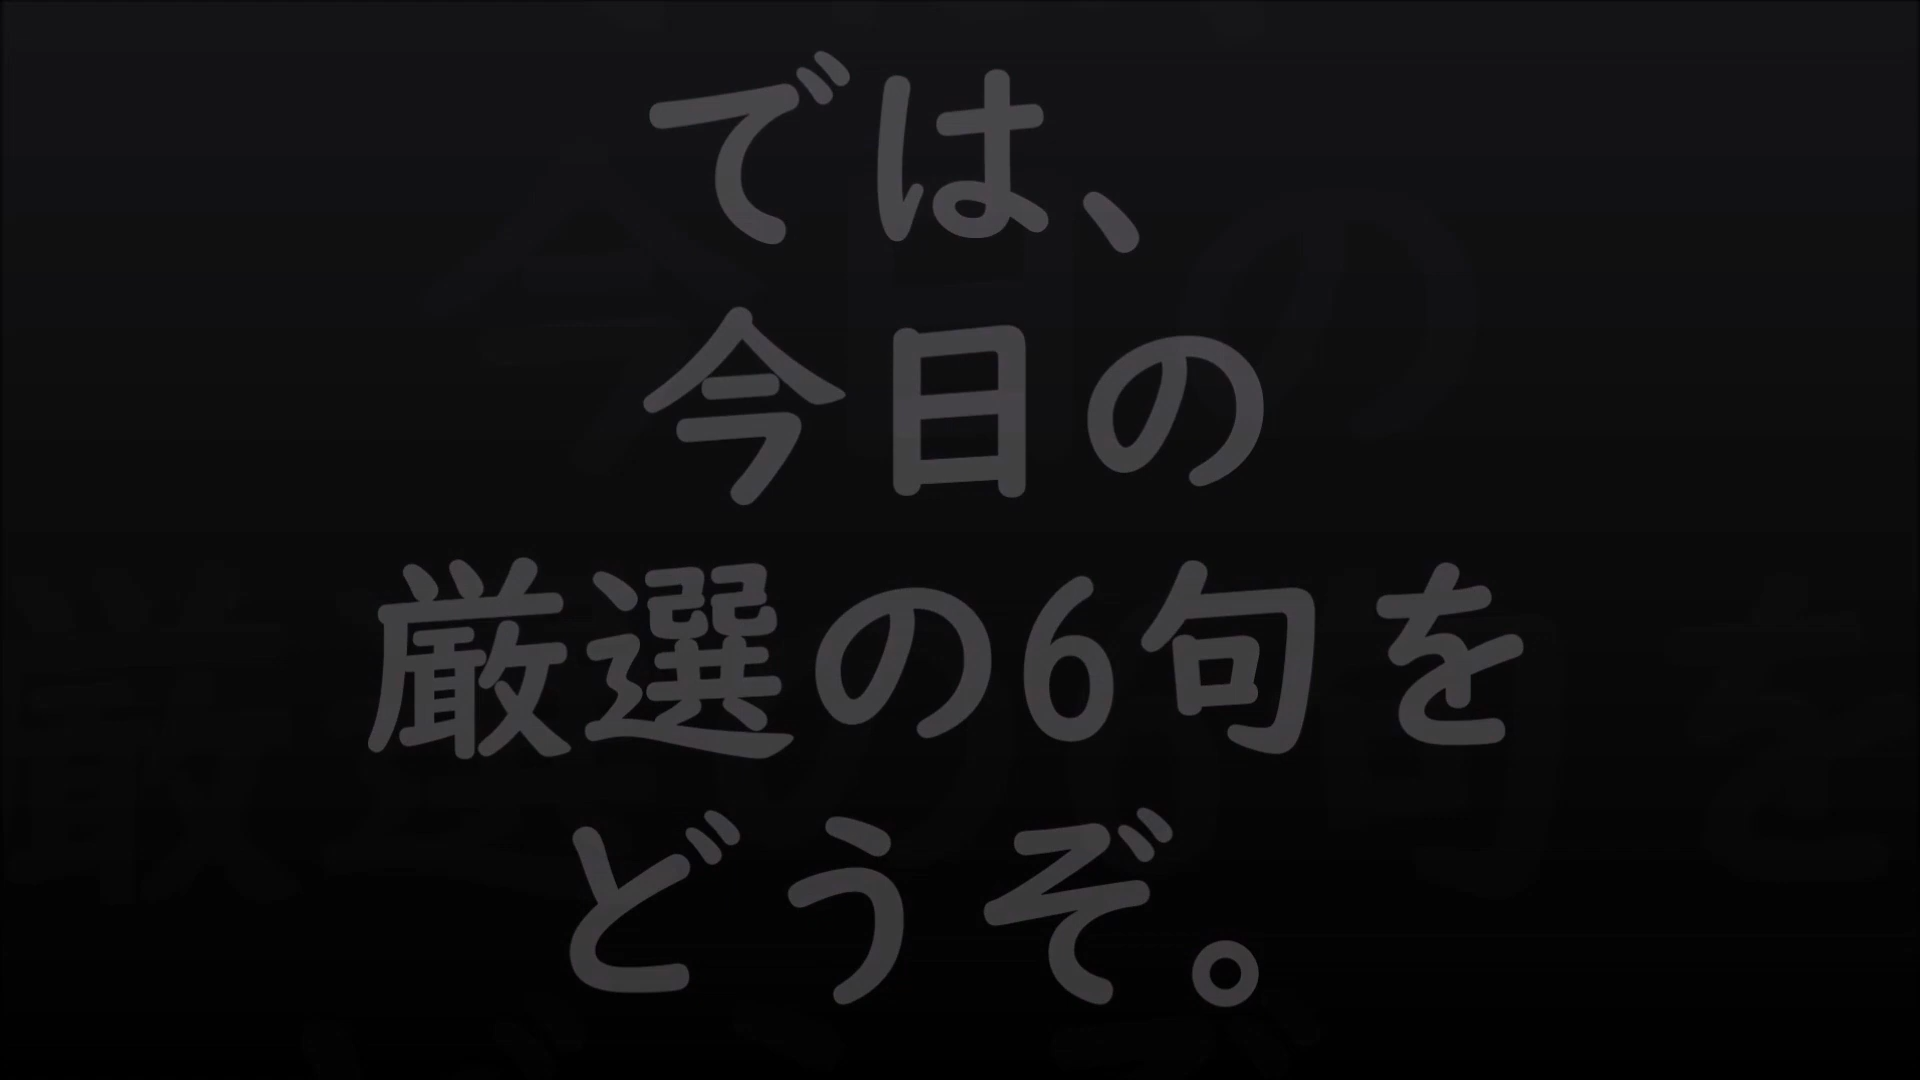 では、
今日の
厳選の6句を
どうぞ。